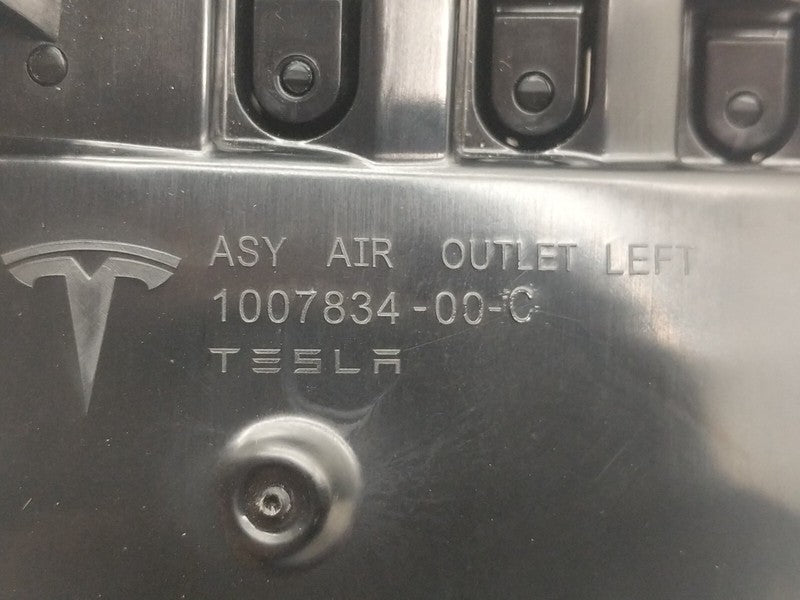 ASY AIR OUTLET LEFT
1007834-00-C
TESLA